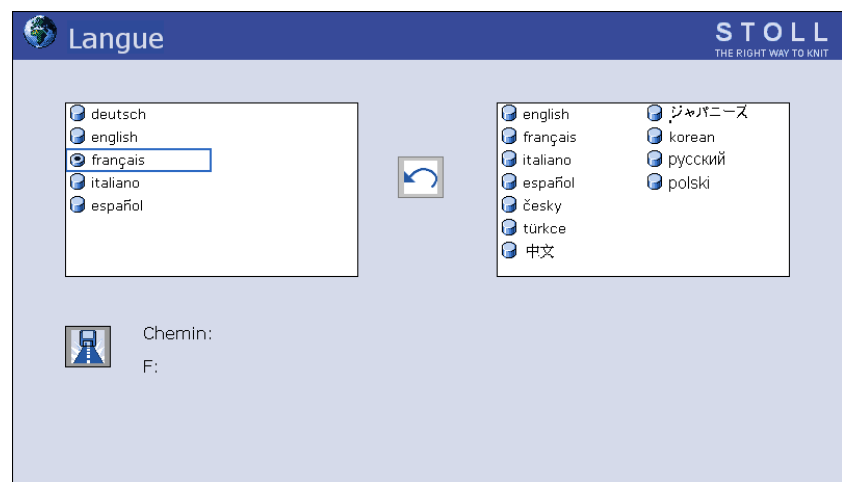 Langue
STOLL
THE RIGHT WAY TO KNIT
deutsch
english
français
italiano
español
english
français
italiano
español
česky
türkce
中文
ジャパニーズ
korean
русский
polski
Chemin:
F: